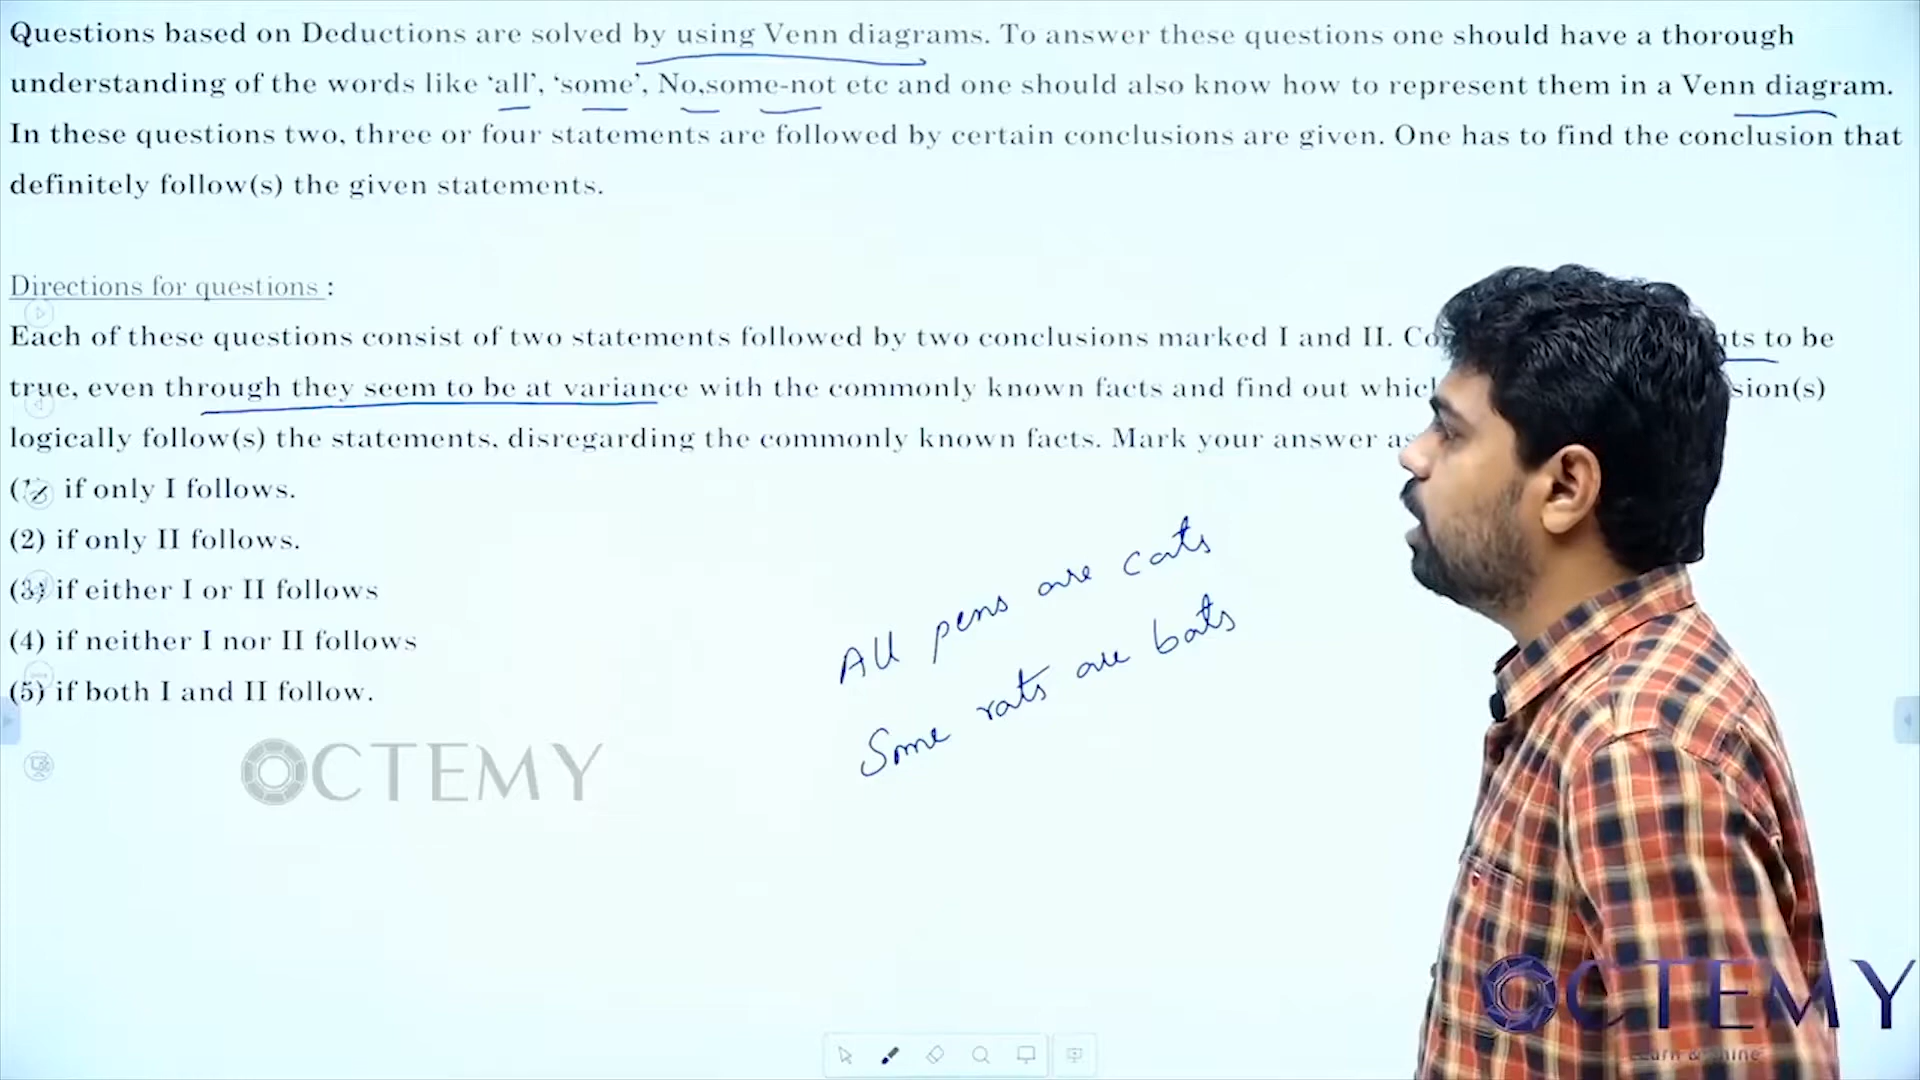 Questions based on Deductions are solved by using Venn diagrams. To answer these questions one should have a thorough
understanding of the words like ‘all’, ‘some’, No,some-not etc and one should also know how to represent them in a Venn diagram.
In these questions two, three or four statements are followed by certain conclusions are given. One has to find the conclusion that
definitely follow(s) the given statements.
Directions for questions :
Each of these questions consist of two statements followed by two conclusions marked I and II. to be
true, even through they seem to be at variance with the commonly known facts and find out
logically follow(s) the statements, disregarding the commonly known facts. Mark your answer as
if only I follows.
(2) if only II follows.
(3) if either I or II follows
(4) if neither I nor II follows
(5) if both I and II follow.
All pens are cats
Some rats are bats
OCTEMY
OCTEMY